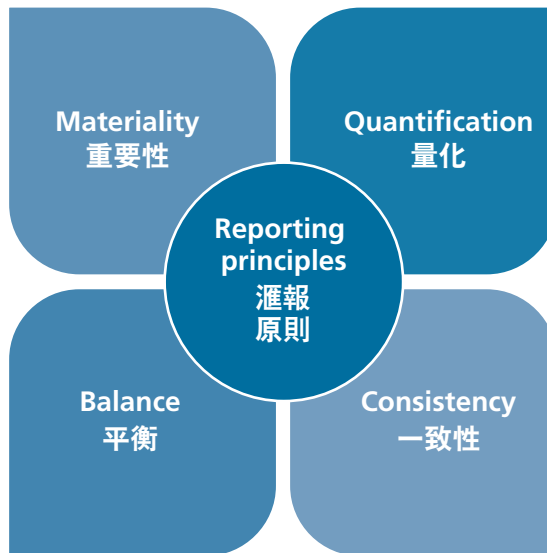 Materiality
重要性
Quantification
量化
Reporting
principles
滙報
原則
Balance
平衡
Consistency
一致性